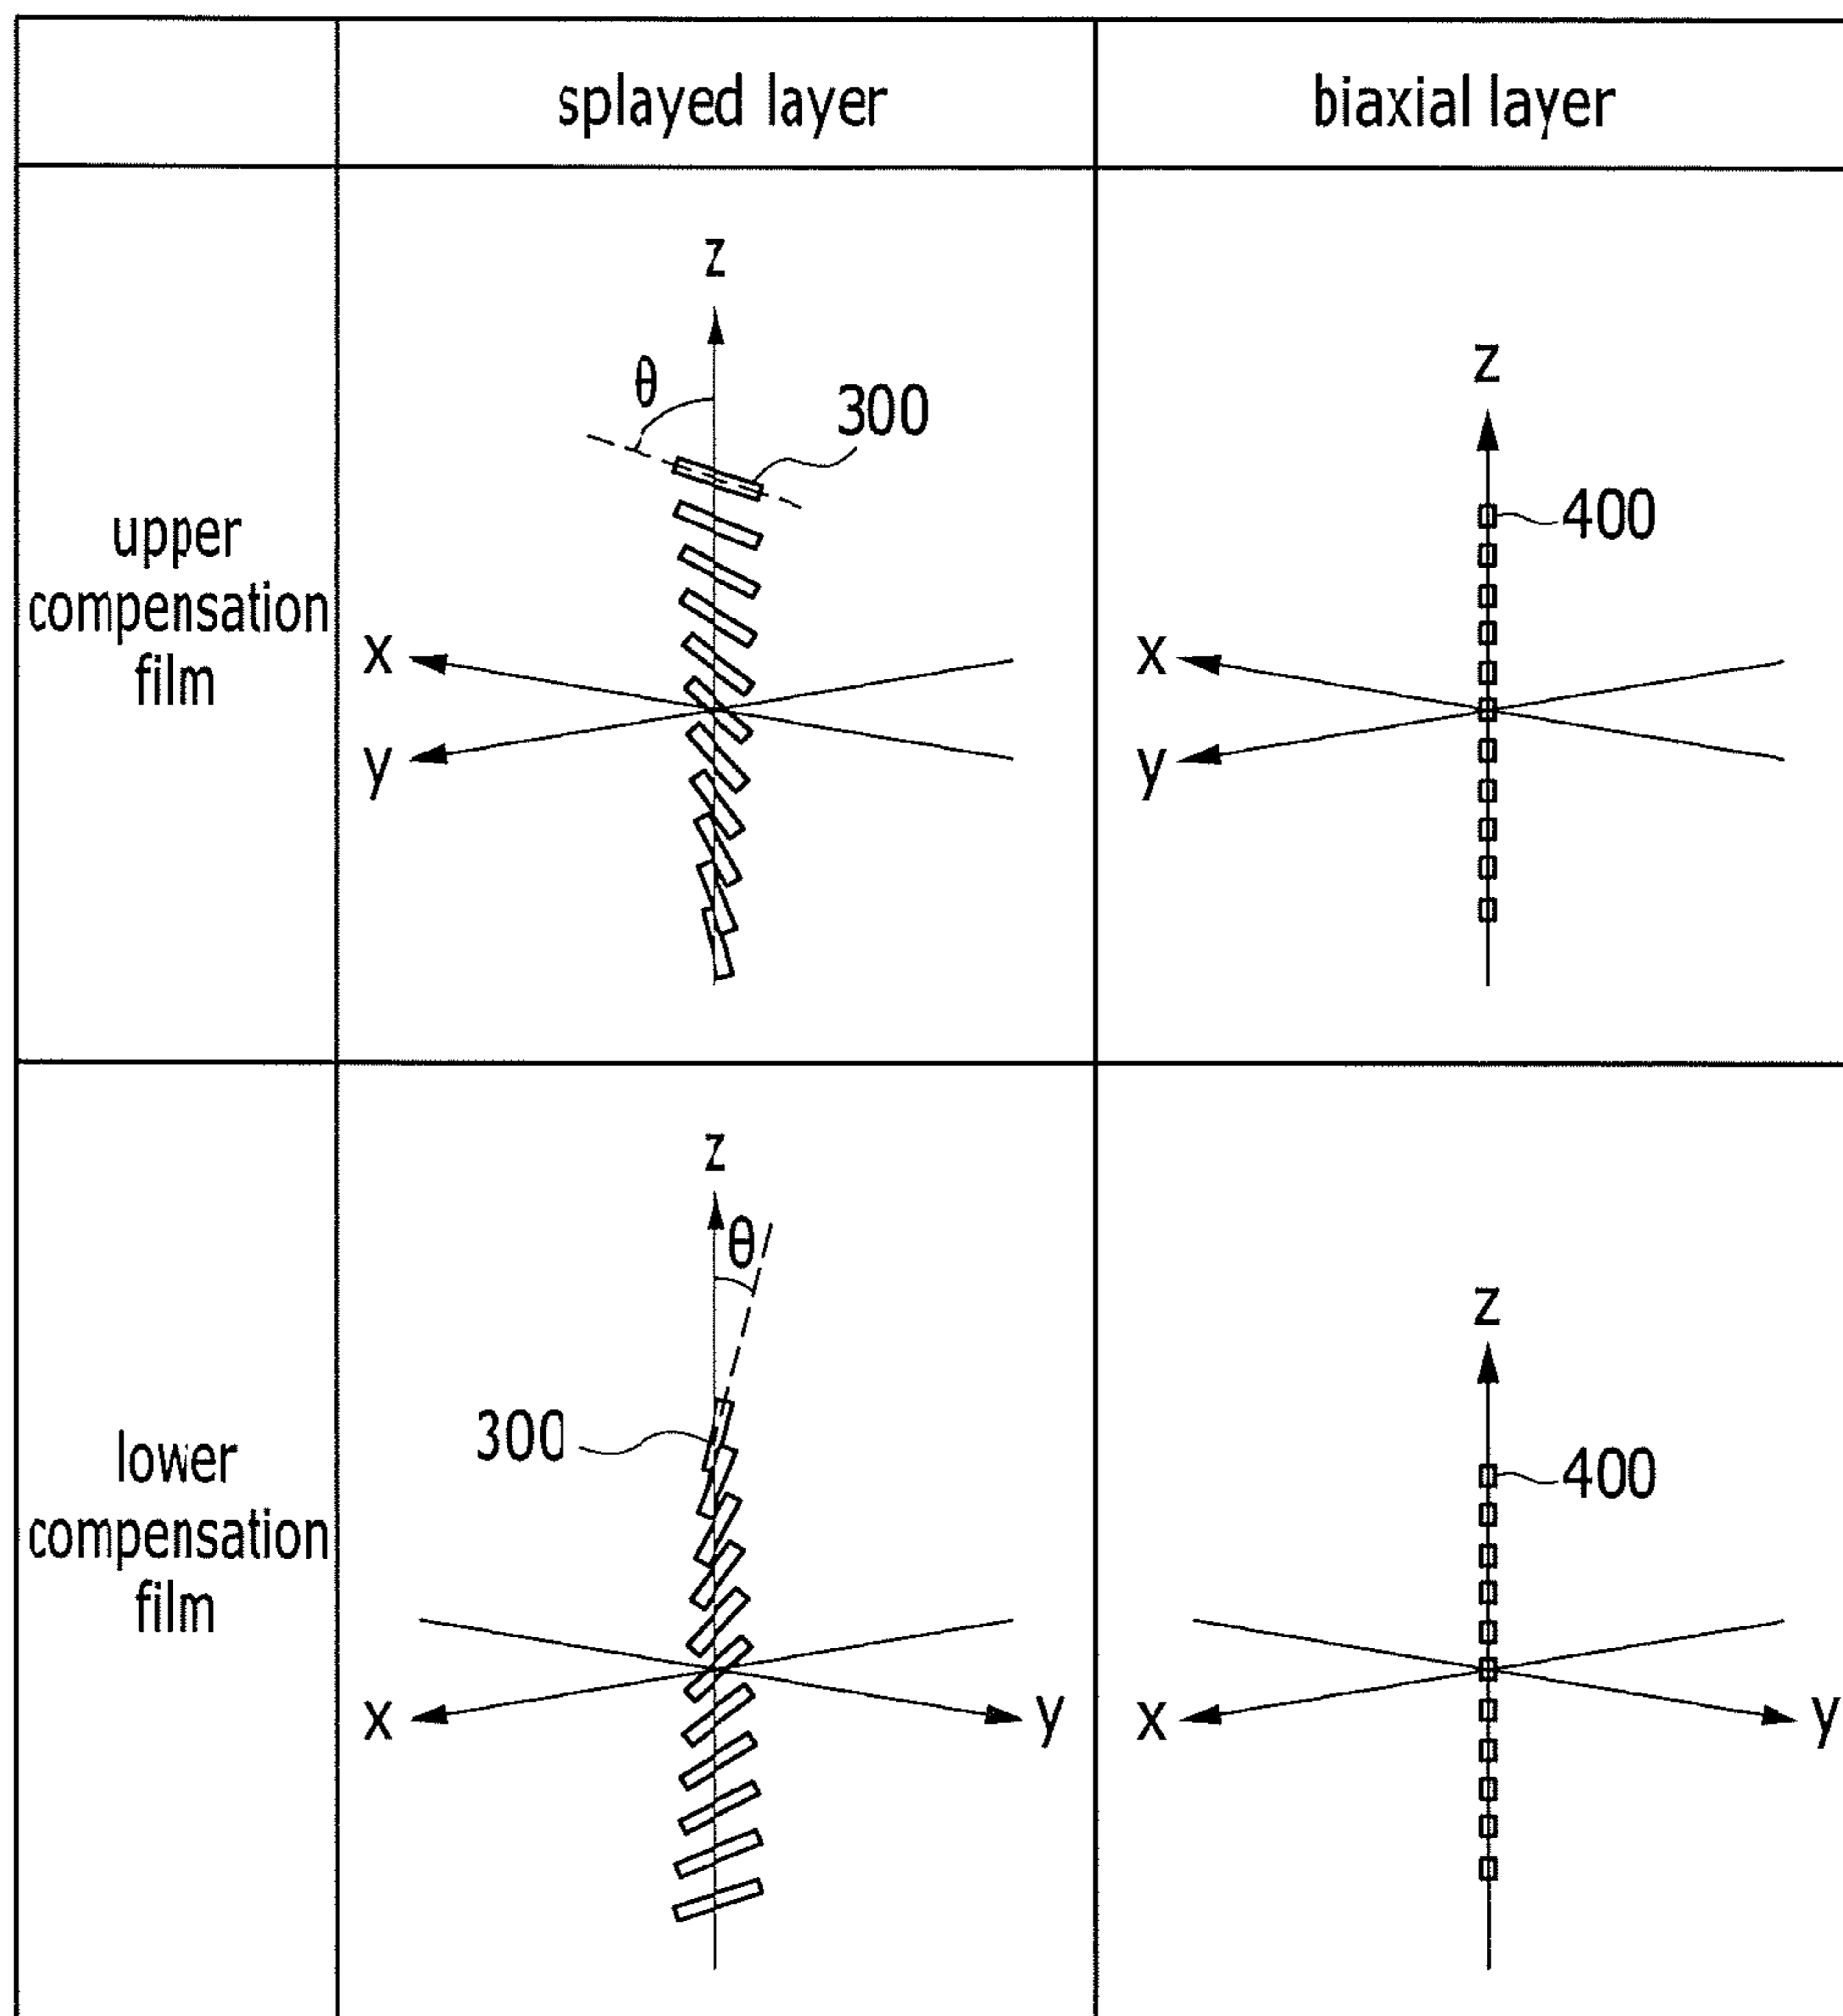 splayed layer
biaxial layer
upper
compensation
film
z
θ
300
x
y
z
400
x
y
lower
compensation
film
z
θ
300
x
y
z
400
x
y